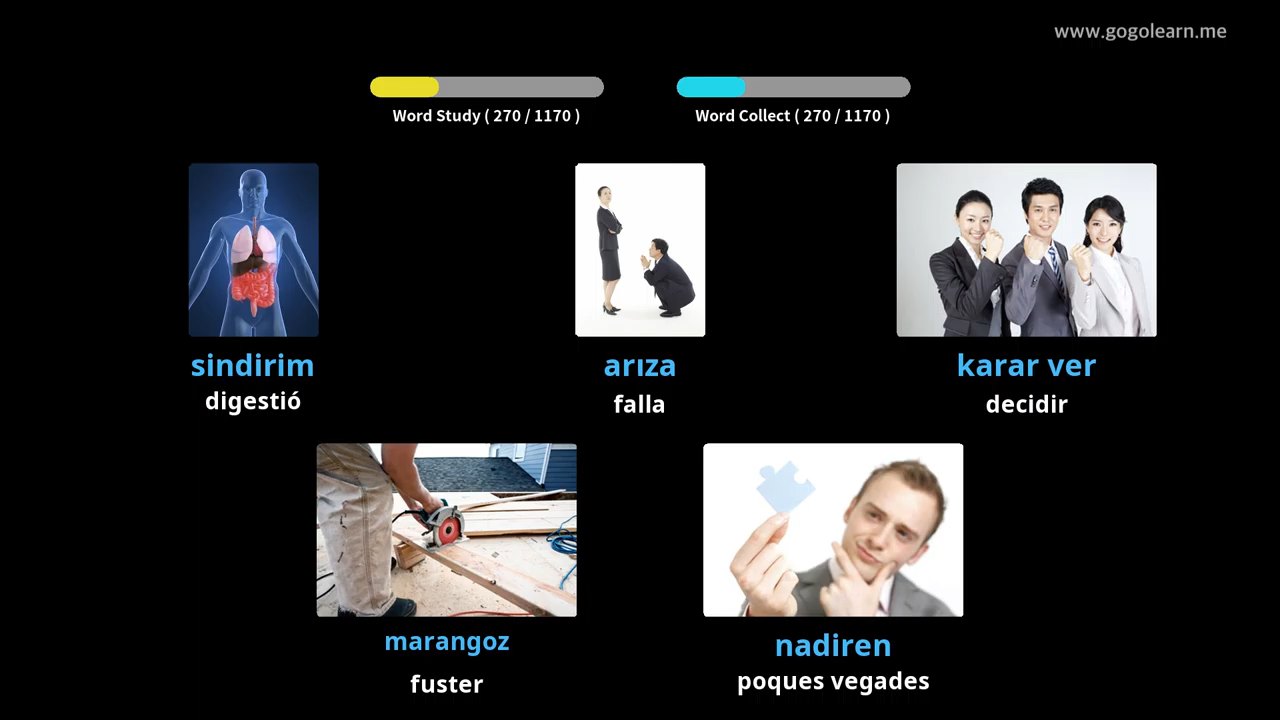 www.gogolearn.me
Word Study ( 270 / 1170 )
Word Collect ( 270 / 1170 )
sindirim
digestió
arıza
falla
karar ver
decidir
marangoz
fuster
nadiren
poques vegades